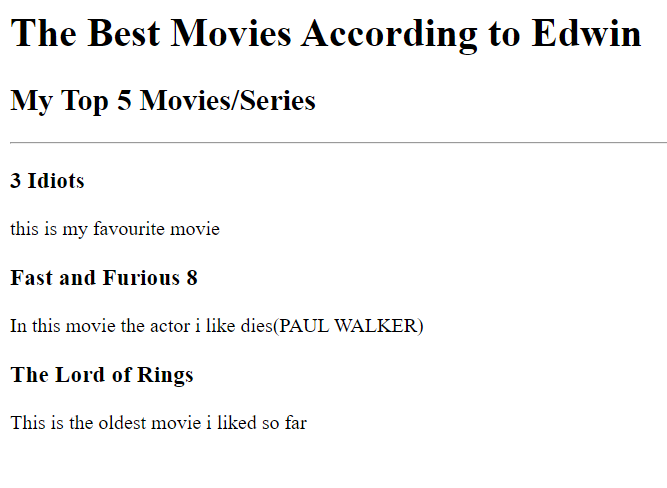 The Best Movies According to Edwin
My Top 5 Movies/Series
3 Idiots
this is my favourite movie
Fast and Furious 8
In this movie the actor i like dies(PAUL WALKER)
The Lord of Rings
This is the oldest movie i liked so far